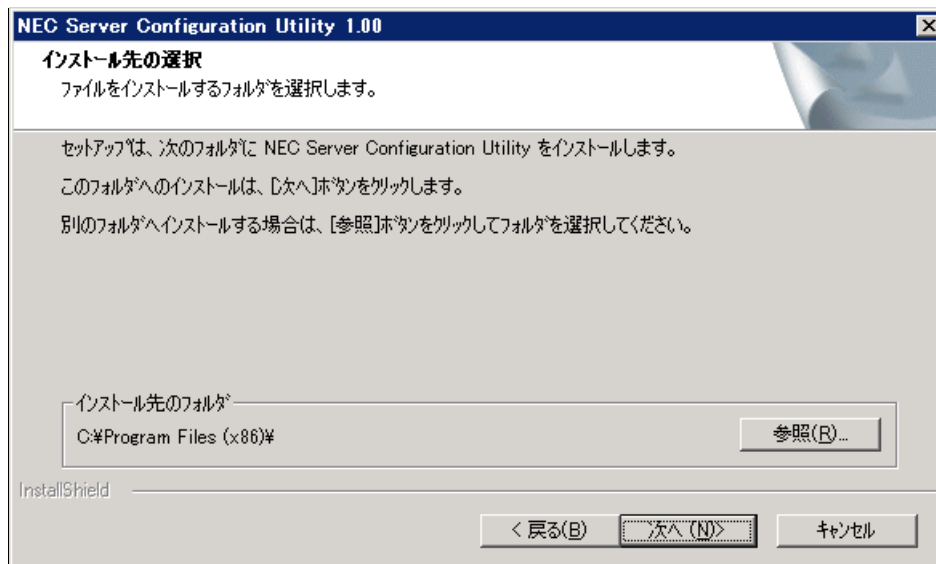 NEC Server Configuration Utility 1.00
インストール先の選択
ファイルをインストールするフォルダを選択します。
セットアップは、次のフォルダに NEC Server Configuration Utility をインストールします。
このフォルダへのインストールは、[次へ]ボタンをクリックします。
別のフォルダへインストールする場合は、[参照]ボタンをクリックしてフォルダを選択してください。
インストール先のフォルダ
C:¥Program Files (x86)¥
参照(R)...
InstallShield
< 戻る(B)
次へ (N)>
キャンセル